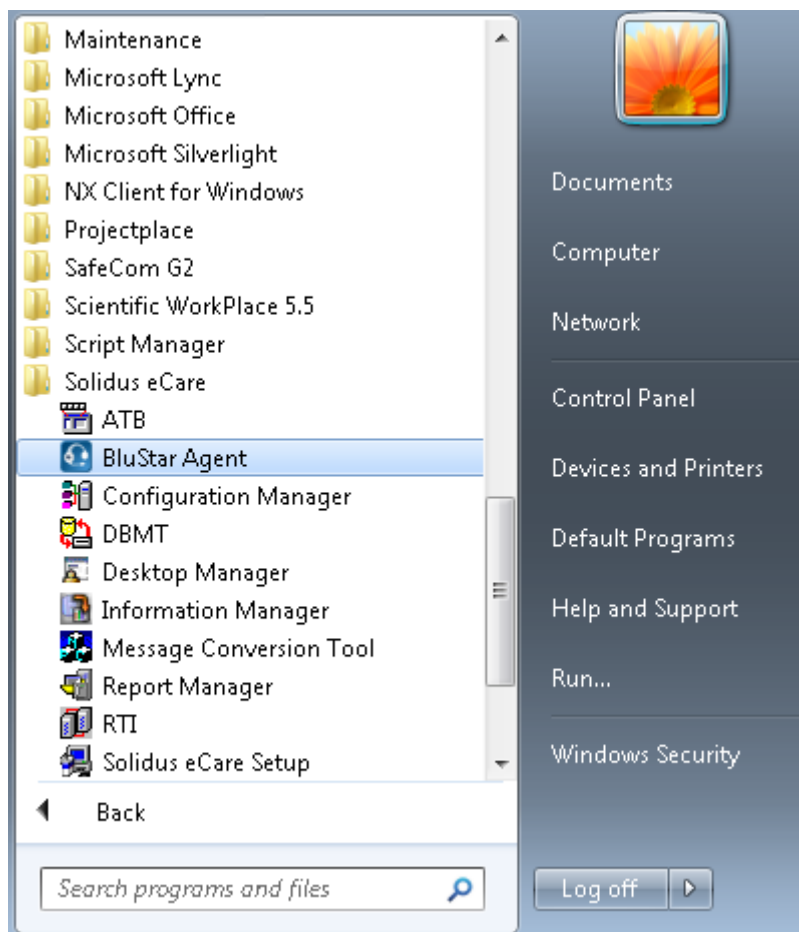 Maintenance
Microsoft Lync
Microsoft Office
Microsoft Silverlight
NX Client for Windows
Projectplace
SafeCom G2
Scientific WorkPlace 5.5
Script Manager
Solidus eCare
ATB
BluStar Agent
Configuration Manager
DBMT
Desktop Manager
Information Manager
Message Conversion Tool
Report Manager
RTI
Solidus eCare Setup
Back
Search programs and files
Documents
Computer
Network
Control Panel
Devices and Printers
Default Programs
Help and Support
Run...
Windows Security
Log off